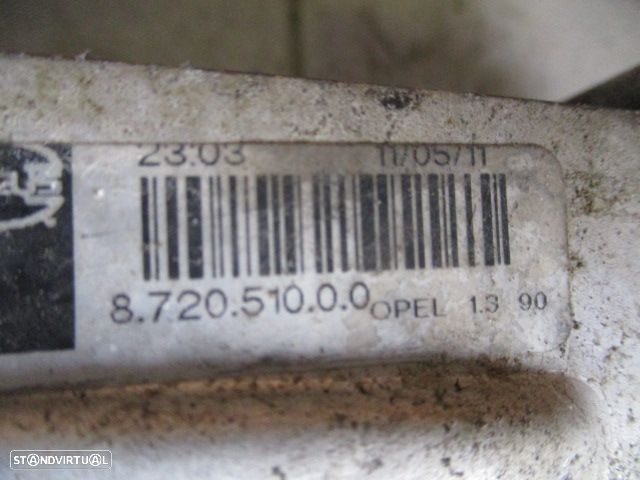 23:03 11/05/11
8.720.510.0.0 OPEL 1.3 90
STANDVIRTUAL